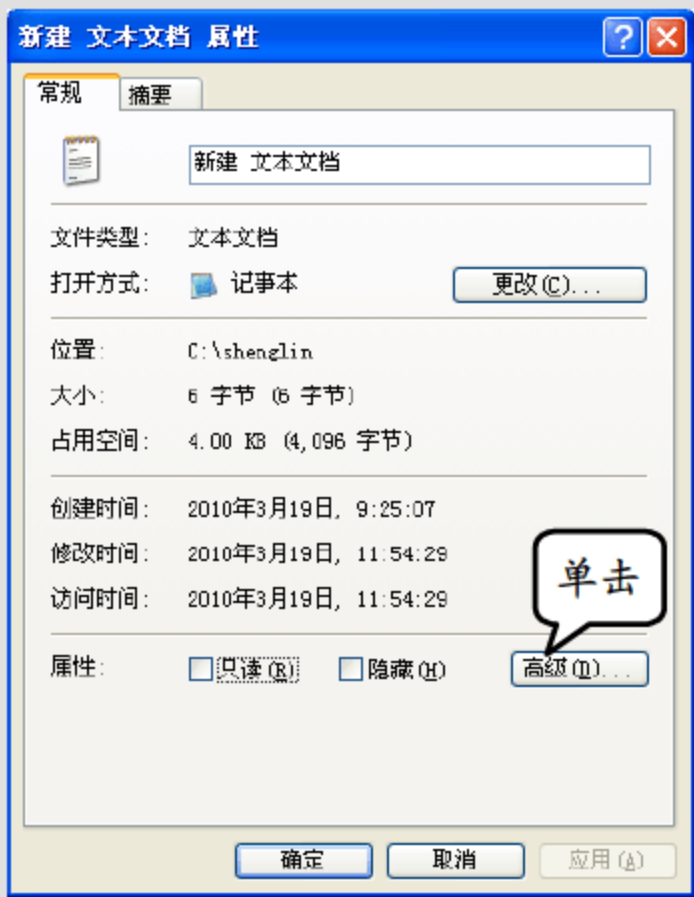 新建 文本文档 属性
常规 摘要
新建 文本文档
文件类型： 文本文档
打开方式： 记事本 更改(C)...
位置： C:\shenglin
大小： 6 字节 (6 字节)
占用空间： 4.00 KB (4,096 字节)
创建时间： 2010年3月19日, 9:25:07
修改时间： 2010年3月19日, 11:54:29
访问时间： 2010年3月19日, 11:54:29
单击
属性： 只读(R) 隐藏(H) 高级(D)...
确定 取消 应用(A)